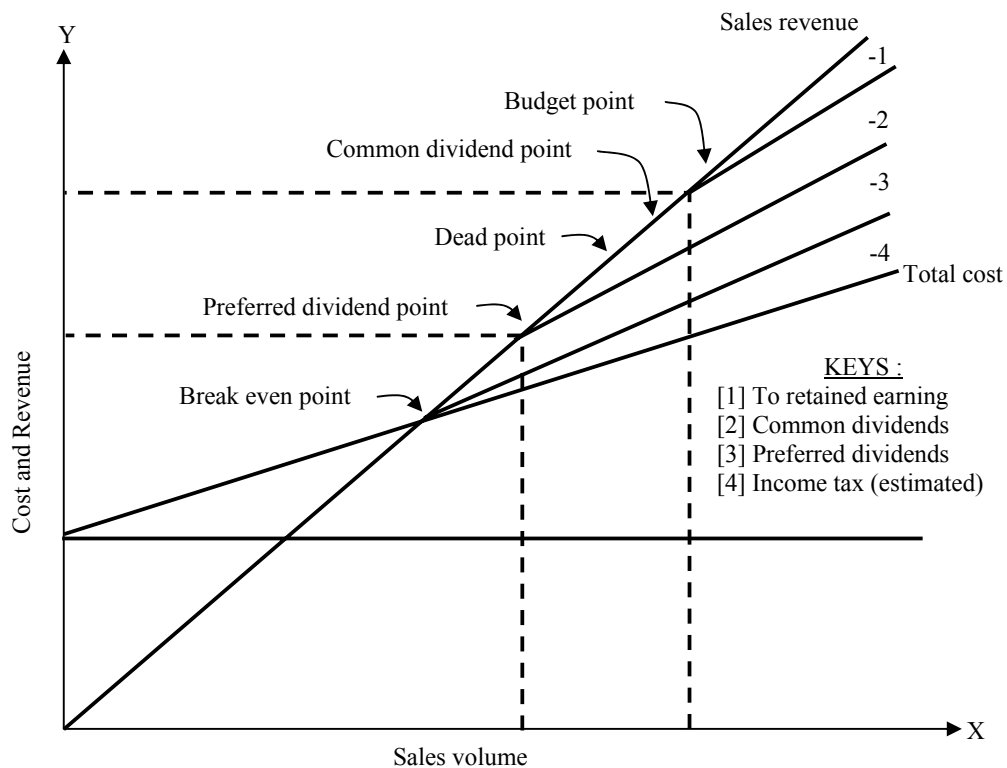 Y
Sales revenue
-1
Budget point
-2
Common dividend point
-3
Dead point
-4
Total cost
Preferred dividend point
Break even point
KEYS :
[1] To retained earning
[2] Common dividends
[3] Preferred dividends
[4] Income tax (estimated)
Cost and Revenue
X
Sales volume